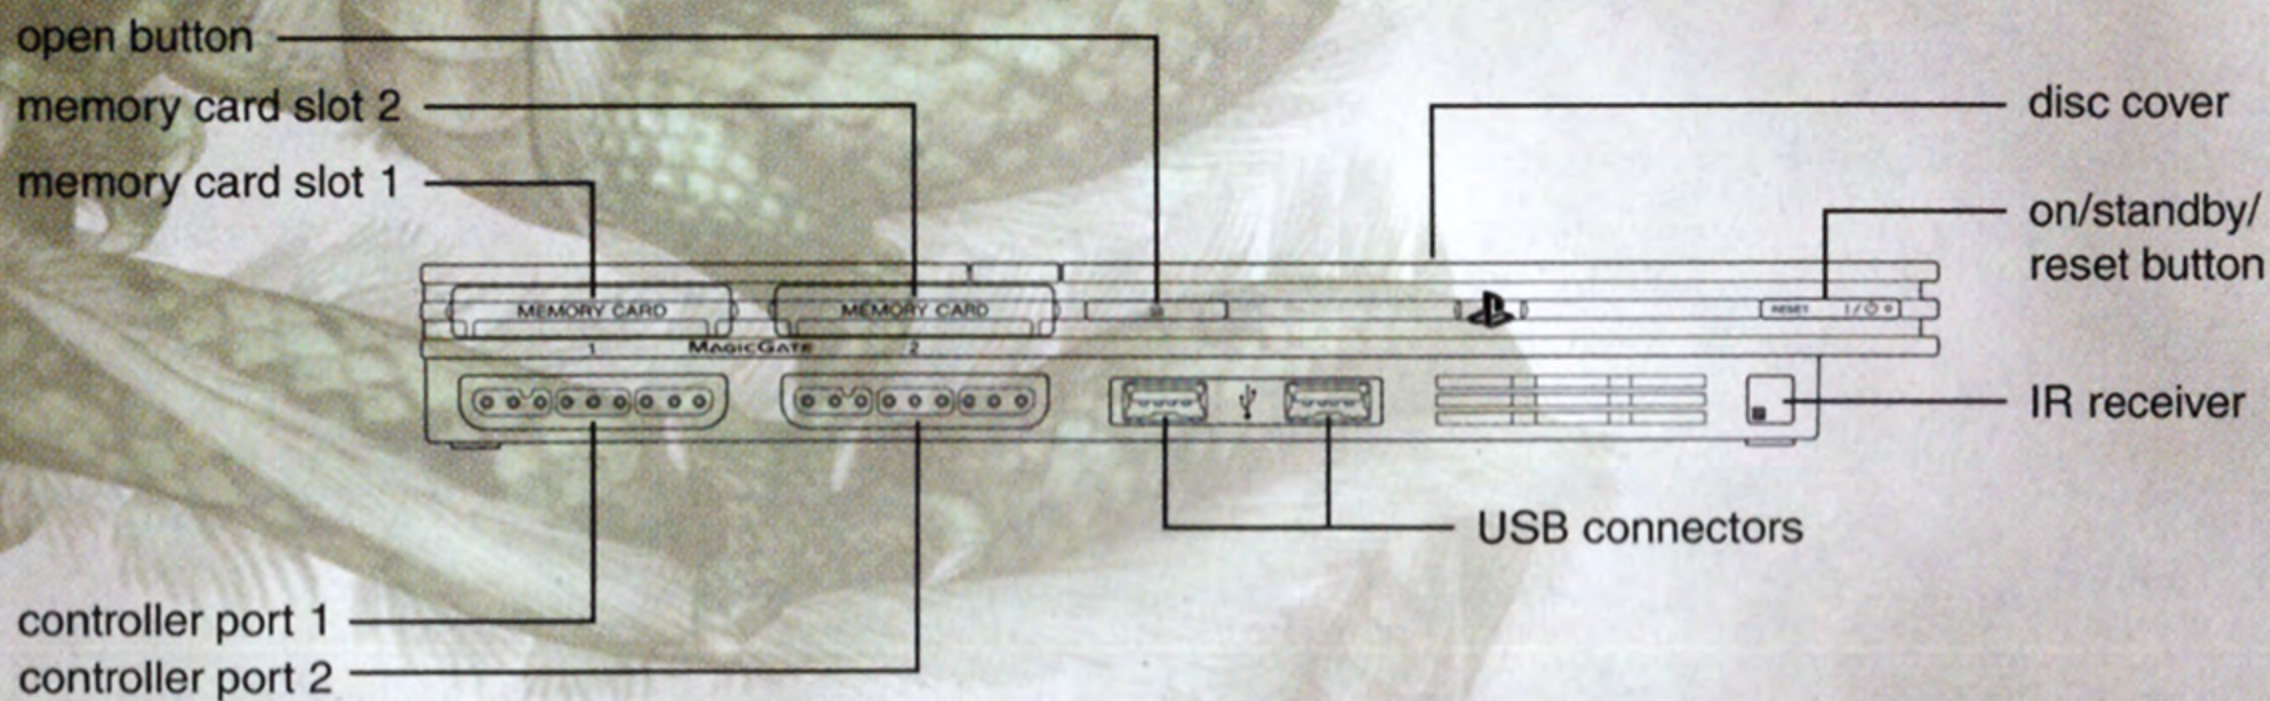 open button
memory card slot 2
memory card slot 1
disc cover
on/standby/
reset button
MEMORY CARD
MEMORY CARD
RESET
1
MAGICGATE
2
IR receiver
USB connectors
controller port 1
controller port 2